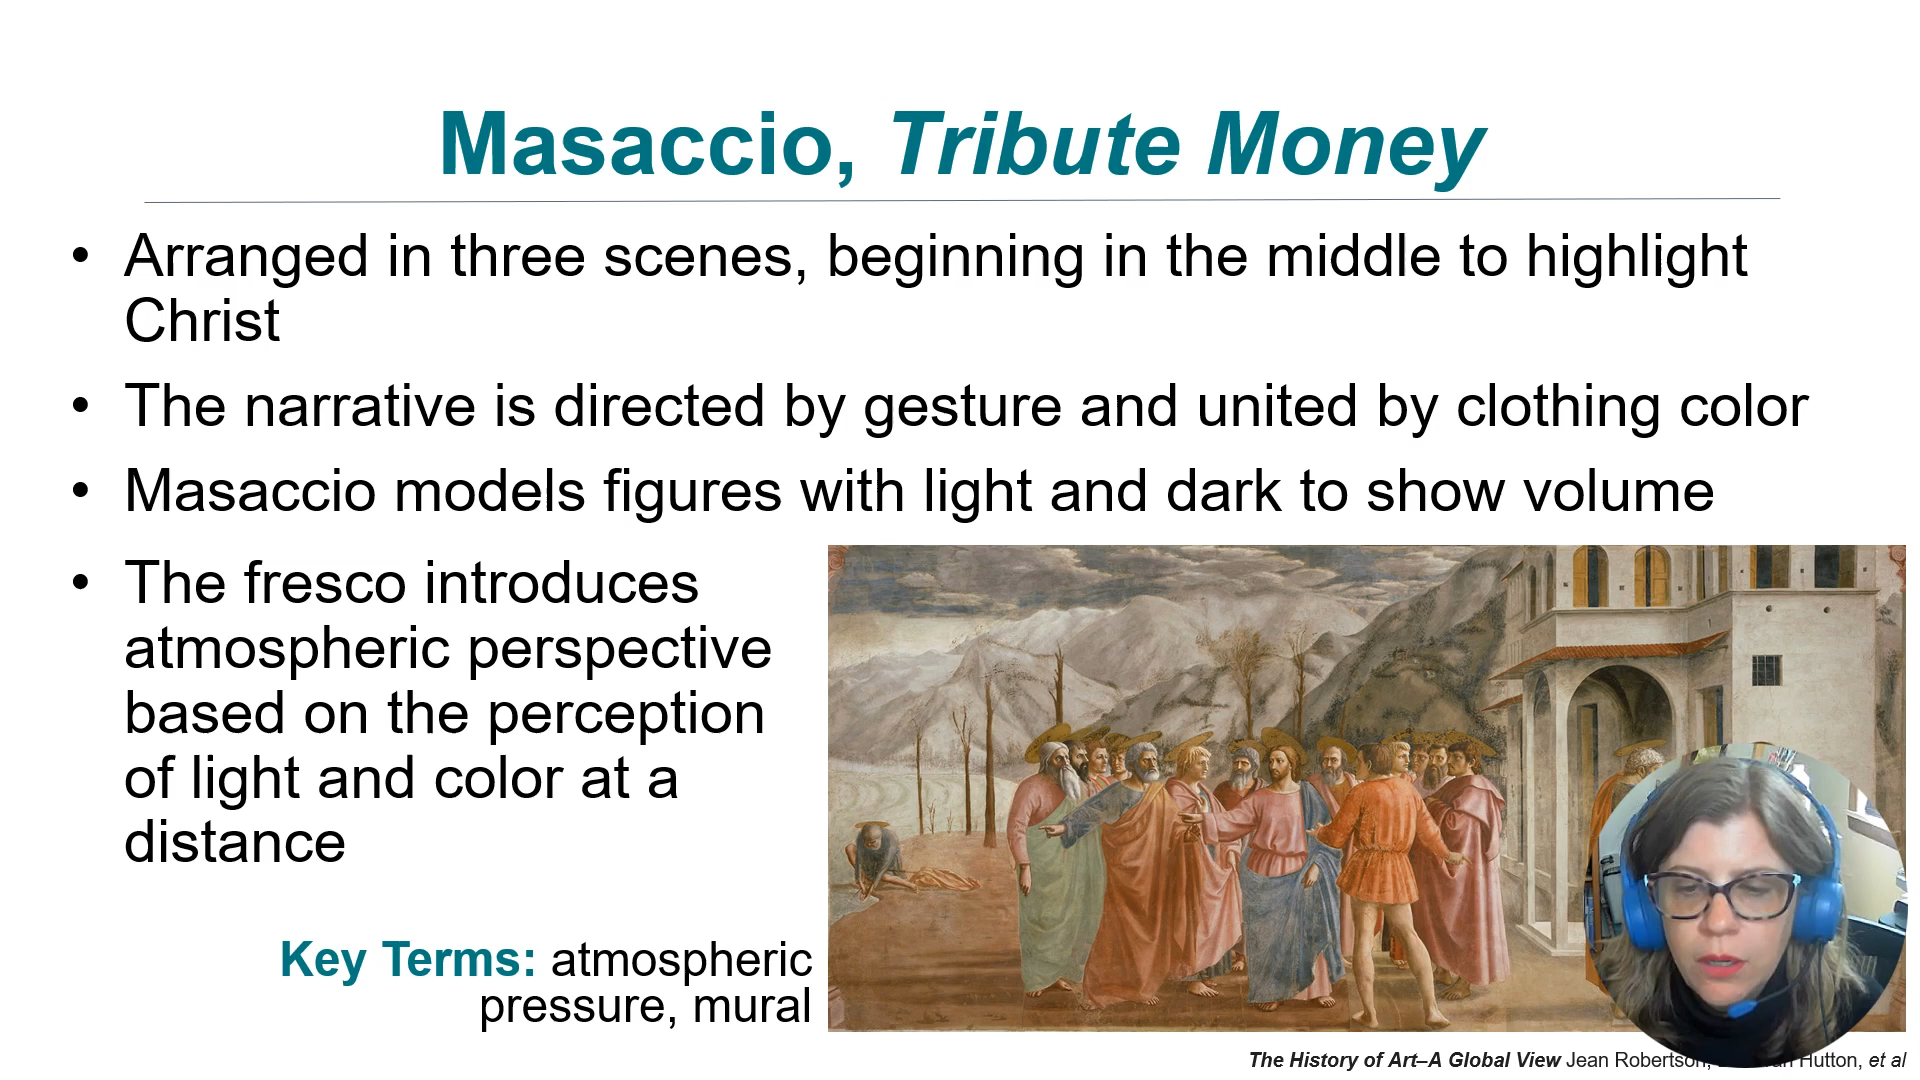 Masaccio, Tribute Money
• Arranged in three scenes, beginning in the middle to highlight
Christ
• The narrative is directed by gesture and united by clothing color
• Masaccio models figures with light and dark to show volume
• The fresco introduces
atmospheric perspective
based on the perception
of light and color at a
distance
Key Terms: atmospheric
pressure, mural
The History of Art–A Global View Jean Robertson, Hutton, et al